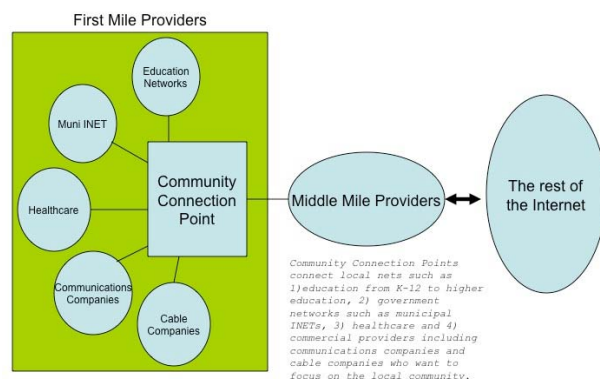 First Mile Providers
Education
Networks
Muni INET
Healthcare
Communications
Companies
Cable
Companies
Community
Connection
Point
Middle Mile Providers
The rest of
the Internet
Community Connection Points
connect local nets such as
1)education from K-12 to higher
education, 2) government
networks such as municipal
INETs, 3) healthcare and 4)
commercial providers including
communications companies and
cable companies who want to
focus on the local community.